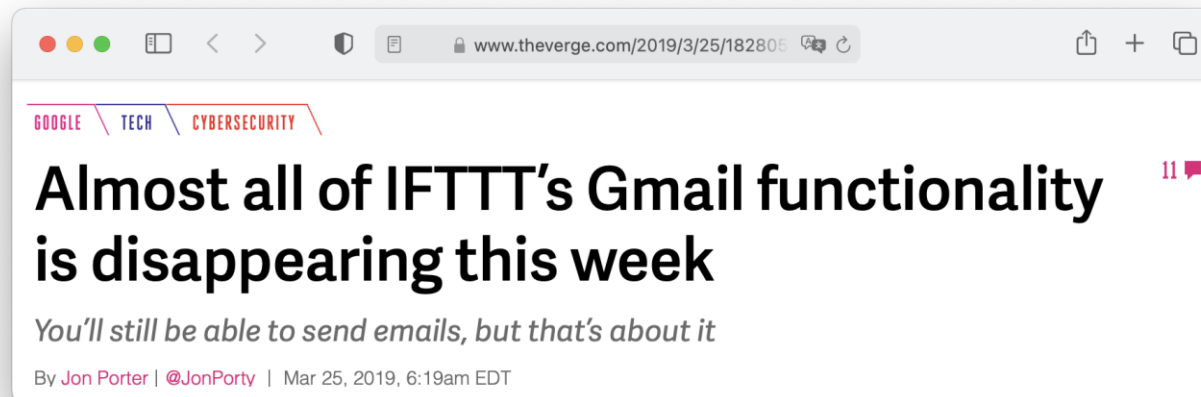 www.theverge.com/2019/3/25/182805
GOOGLE TECH CYBERSECURITY
Almost all of IFTTT’s Gmail functionality
is disappearing this week
11
You’ll still be able to send emails, but that’s about it
By Jon Porter | @JonPorty | Mar 25, 2019, 6:19am EDT